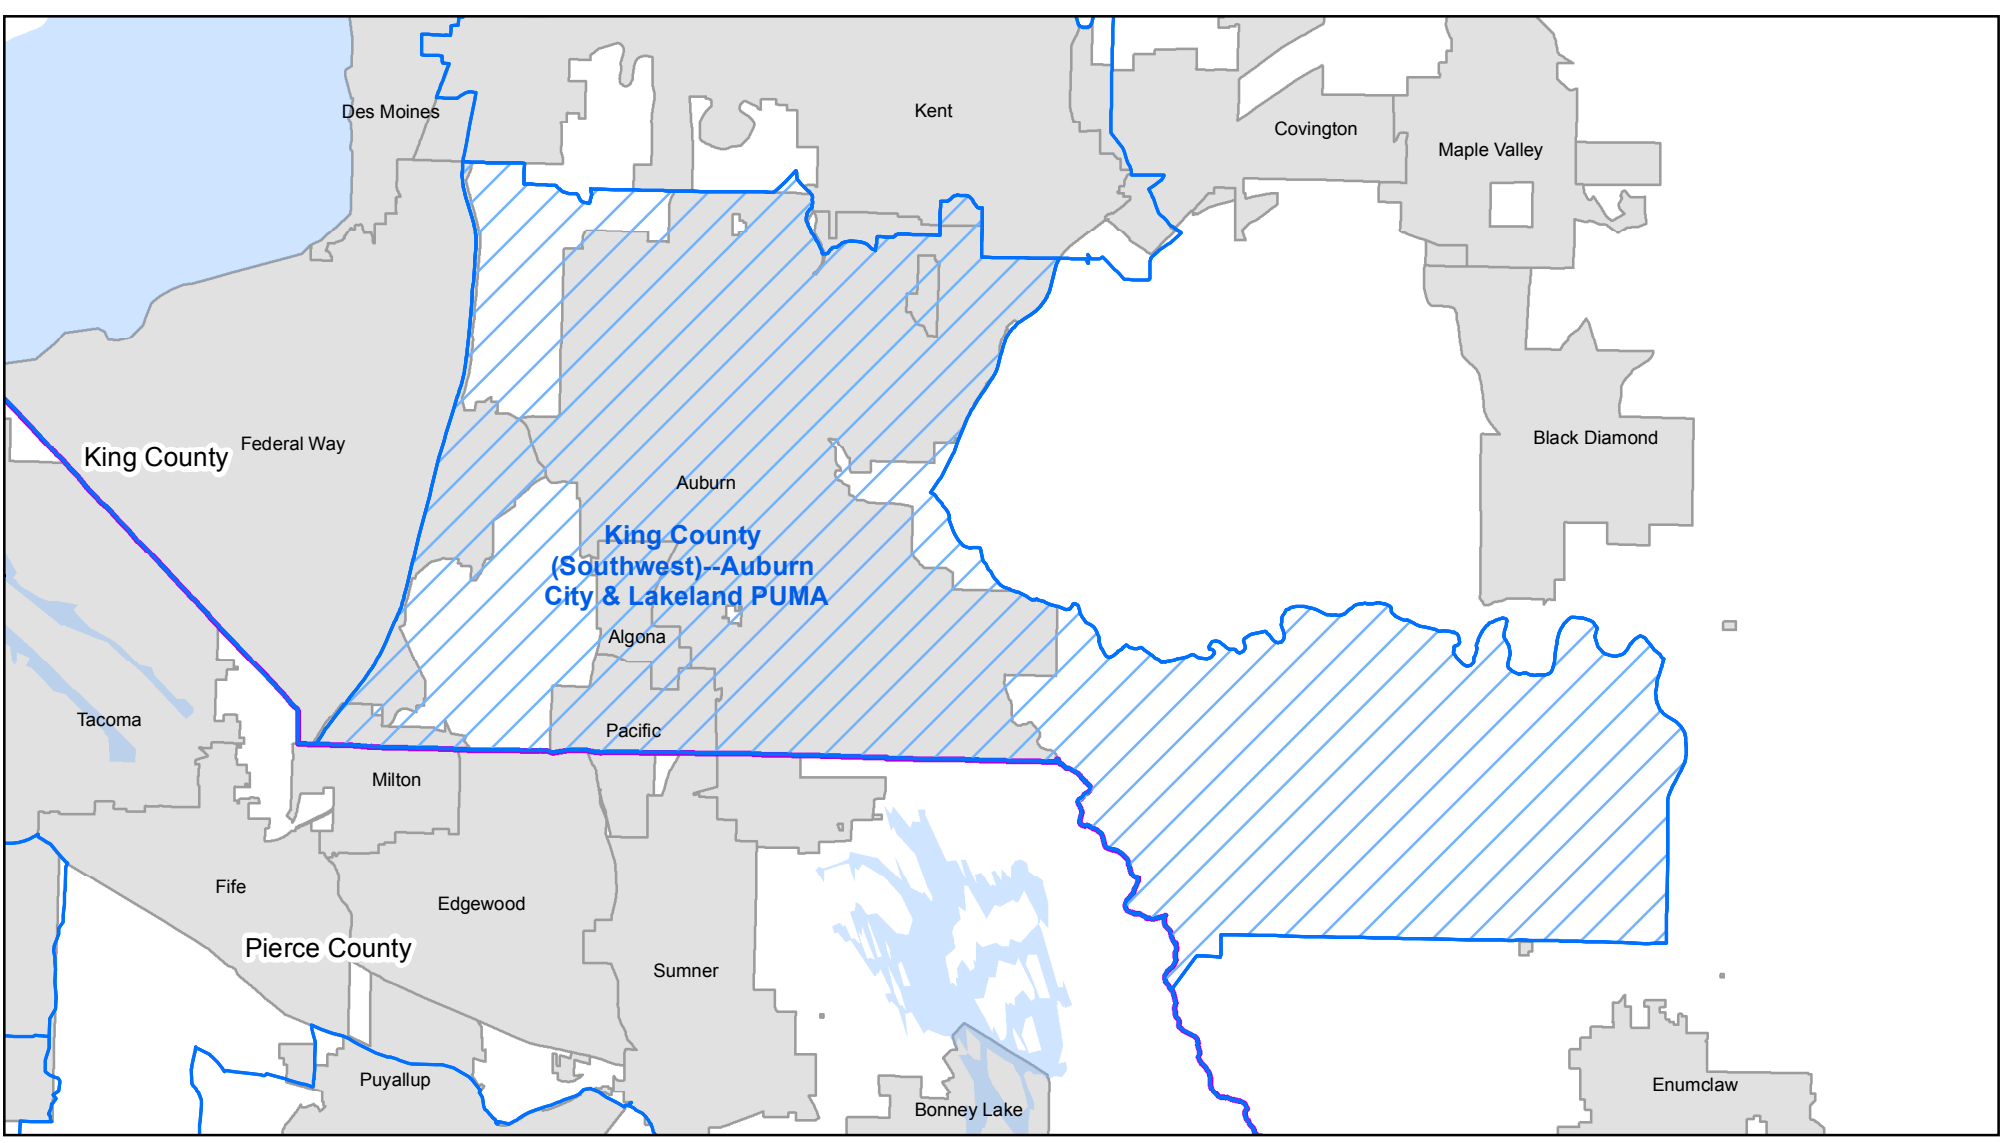 Des Moines
Kent
Covington
Maple Valley
Federal Way
King County
Black Diamond
Auburn
King County
(Southwest)--Auburn
City & Lakeland PUMA
Algona
Tacoma
Pacific
Milton
Fife
Edgewood
Pierce County
Sumner
Puyallup
Enumclaw
Bonney Lake